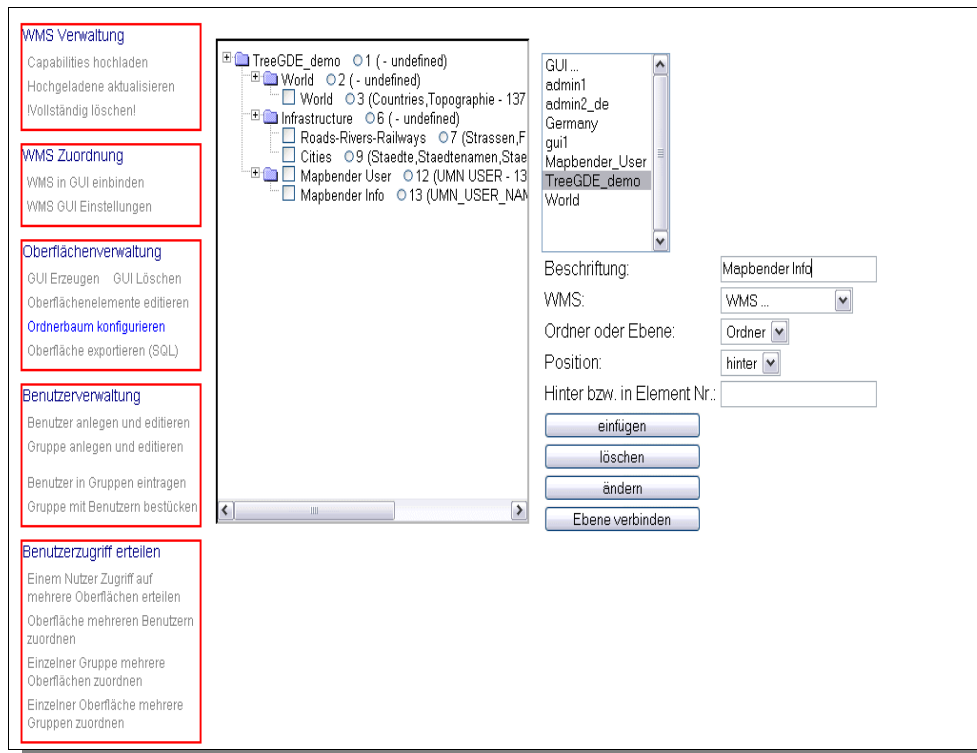 WMS Verwaltung
Capabilities hochladen
Hochgeladene aktualisieren
!Vollständig löschen!
WMS Zuordnung
WMS in GUI einbinden
WMS GUI Einstellungen
Oberflächenverwaltung
GUI Erzeugen GUI Löschen
Oberflächenelemente editieren
Ordnerbaum konfigurieren
Oberfläche exportieren (SQL)
Benutzerverwaltung
Benutzer anlegen und editieren
Gruppe anlegen und editieren
Benutzer in Gruppen eintragen
Gruppe mit Benutzern bestücken
Benutzerzugriff erteilen
Einem Nutzer Zugriff auf
mehrere Oberflächen erteilen
Oberfläche mehreren Benutzern
zuordnen
Einzelner Gruppe mehrere
Oberflächen zuordnen
Einzelner Oberfläche mehrere
Gruppen zuordnen
TreeGDE_demo 1 ( - undefined)
World 2 ( - undefined)
World 3 (Countries,Topographie - 137
Infrastructure 6 ( - undefined)
Roads-Rivers-Railways 7 (Strassen,F
Cities 9 (Staedte,Staedtenamen,Stae
Mapbender User 12 (UMN USER - 13
Mapbender Info 13 (UMN_USER_NAM
GUI ...
admin1
admin2_de
Germany
gui1
Mapbender_User
TreeGDE_demo
World
Beschriftung: Mapbender Info
WMS: WMS ...
Ordner oder Ebene: Ordner
Position: hinter
Hinter bzw. in Element Nr.:
einfügen
löschen
ändern
Ebene verbinden